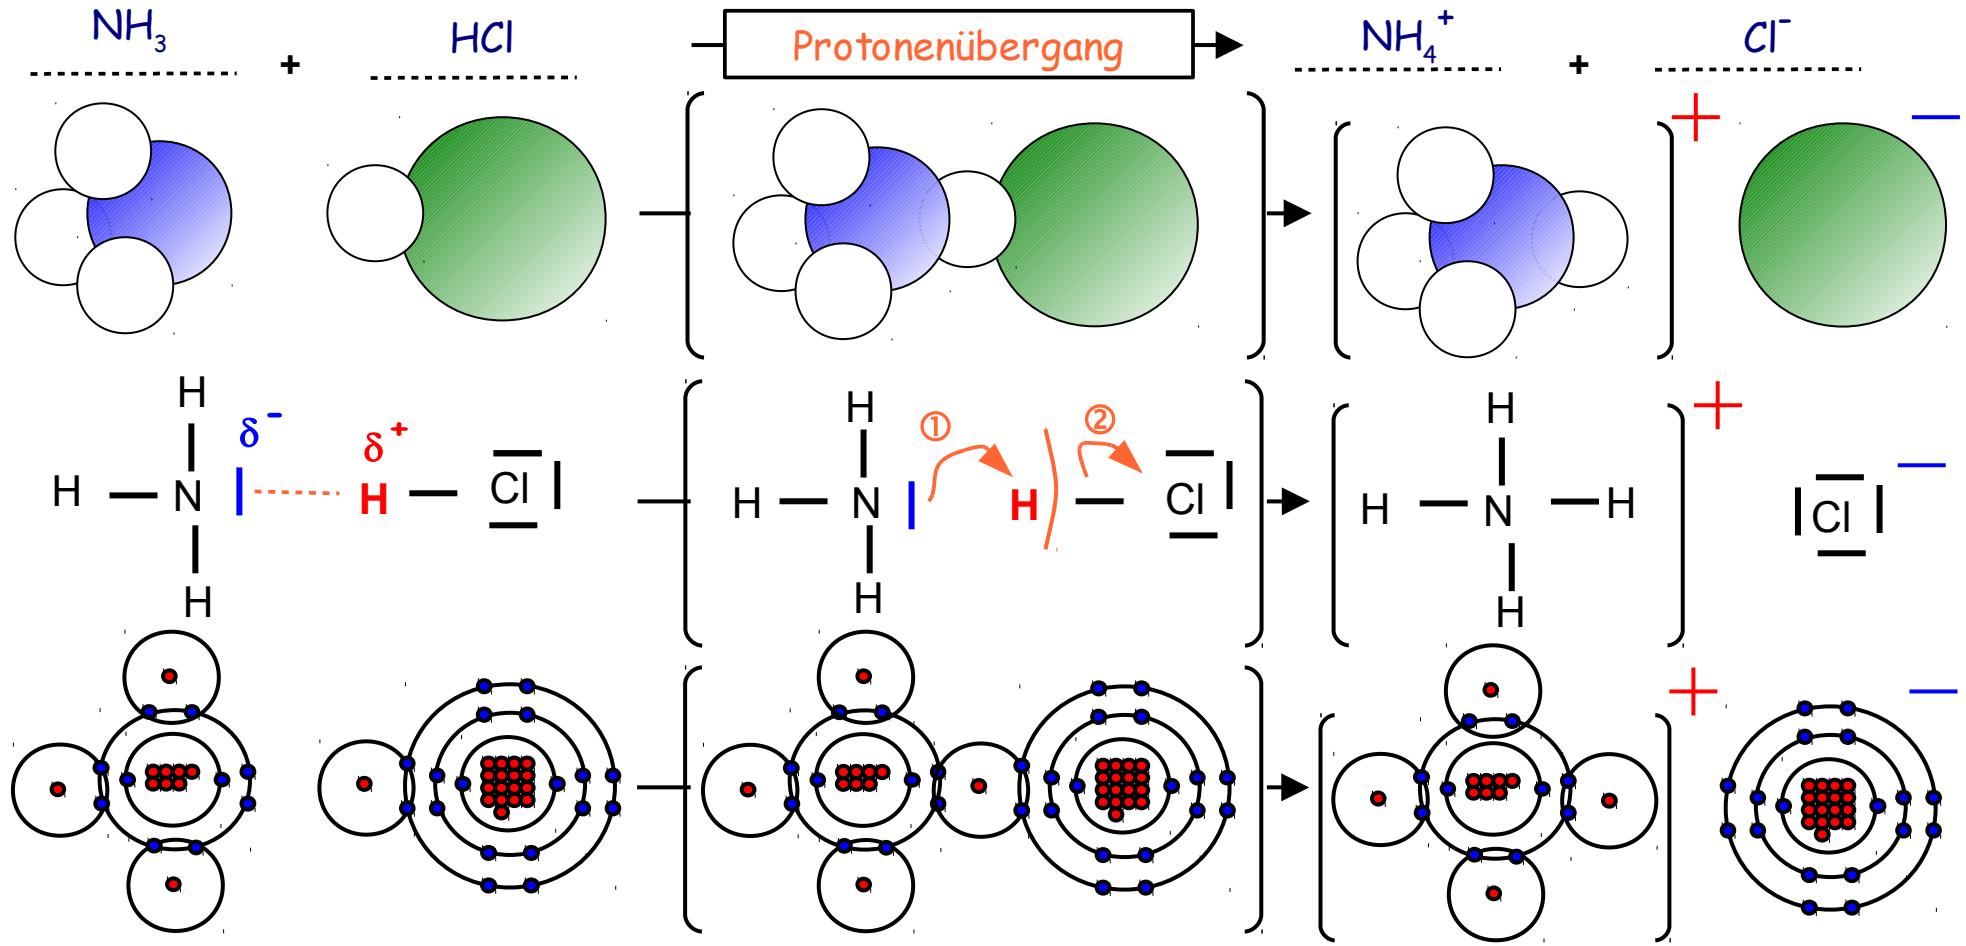 NH₃ + HCl Protonenübergang NH₄⁺ + Cl⁻
+ −
H H H +
δ⁻ δ⁺ ① ② −
H N H Cl H N H Cl H N H Cl
H H H
+ −